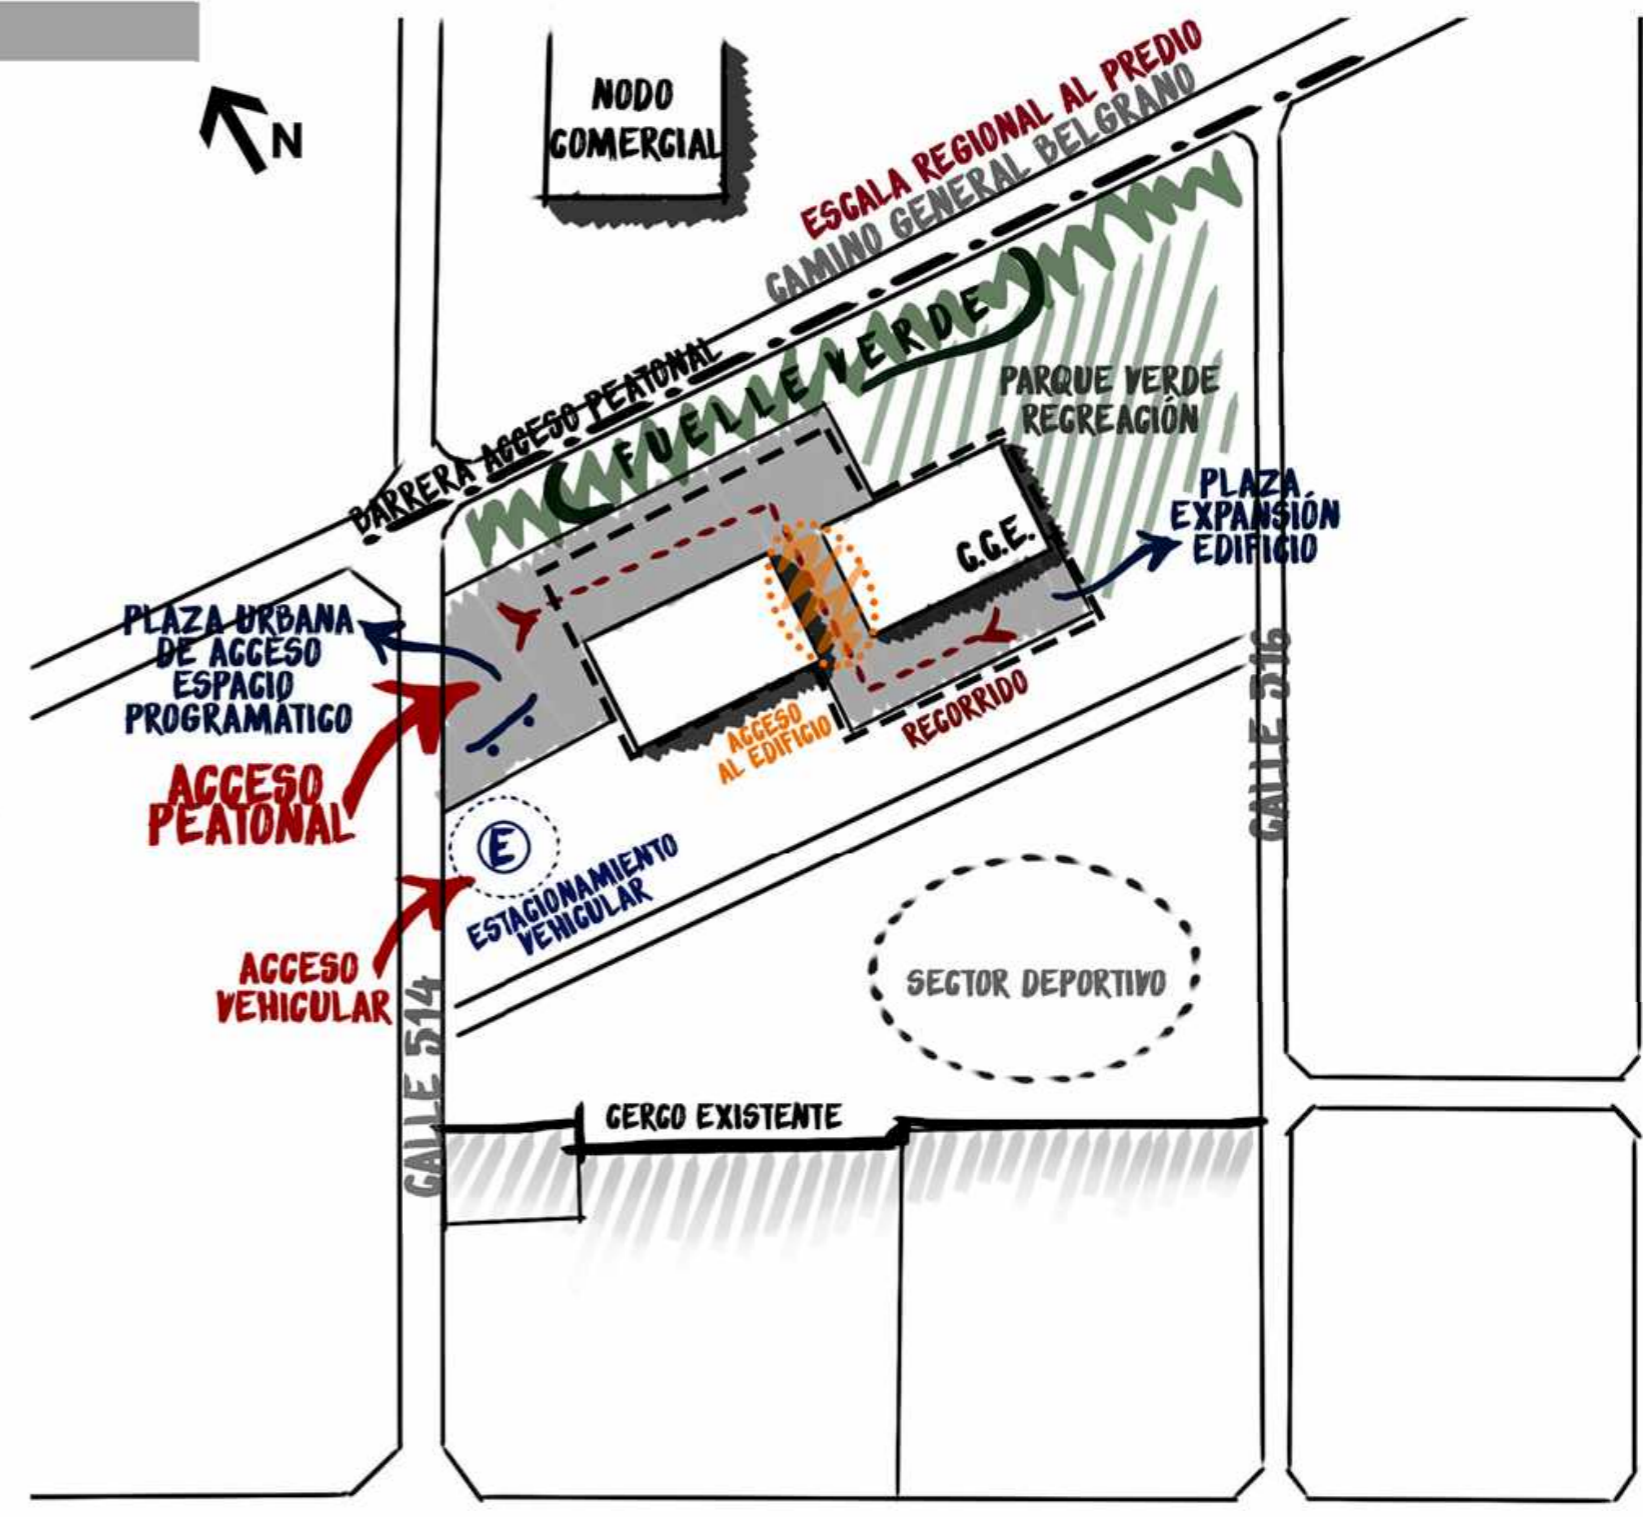 N
NODO
COMERCIAL
ESCALA REGIONAL AL PREDIO
CAMINO GENERAL BELGRANO
BARRERA ACCESO PEATONAL
FUELLE VERDE
PARQUE VERDE
RECREACIÓN
PLAZA
EXPANSIÓN
EDIFICIO
C.C.E.
PLAZA URBANA
DE ACCESO
ESPACIO
PROGRAMÁTICO
ACCESO
PEATONAL
ACCESO
AL EDIFICIO
RECORRIDO
CALLE 516
E
ESTACIONAMIENTO
VEHICULAR
ACCESO
VEHICULAR
CALLE 514
SECTOR DEPORTIVO
CERCO EXISTENTE